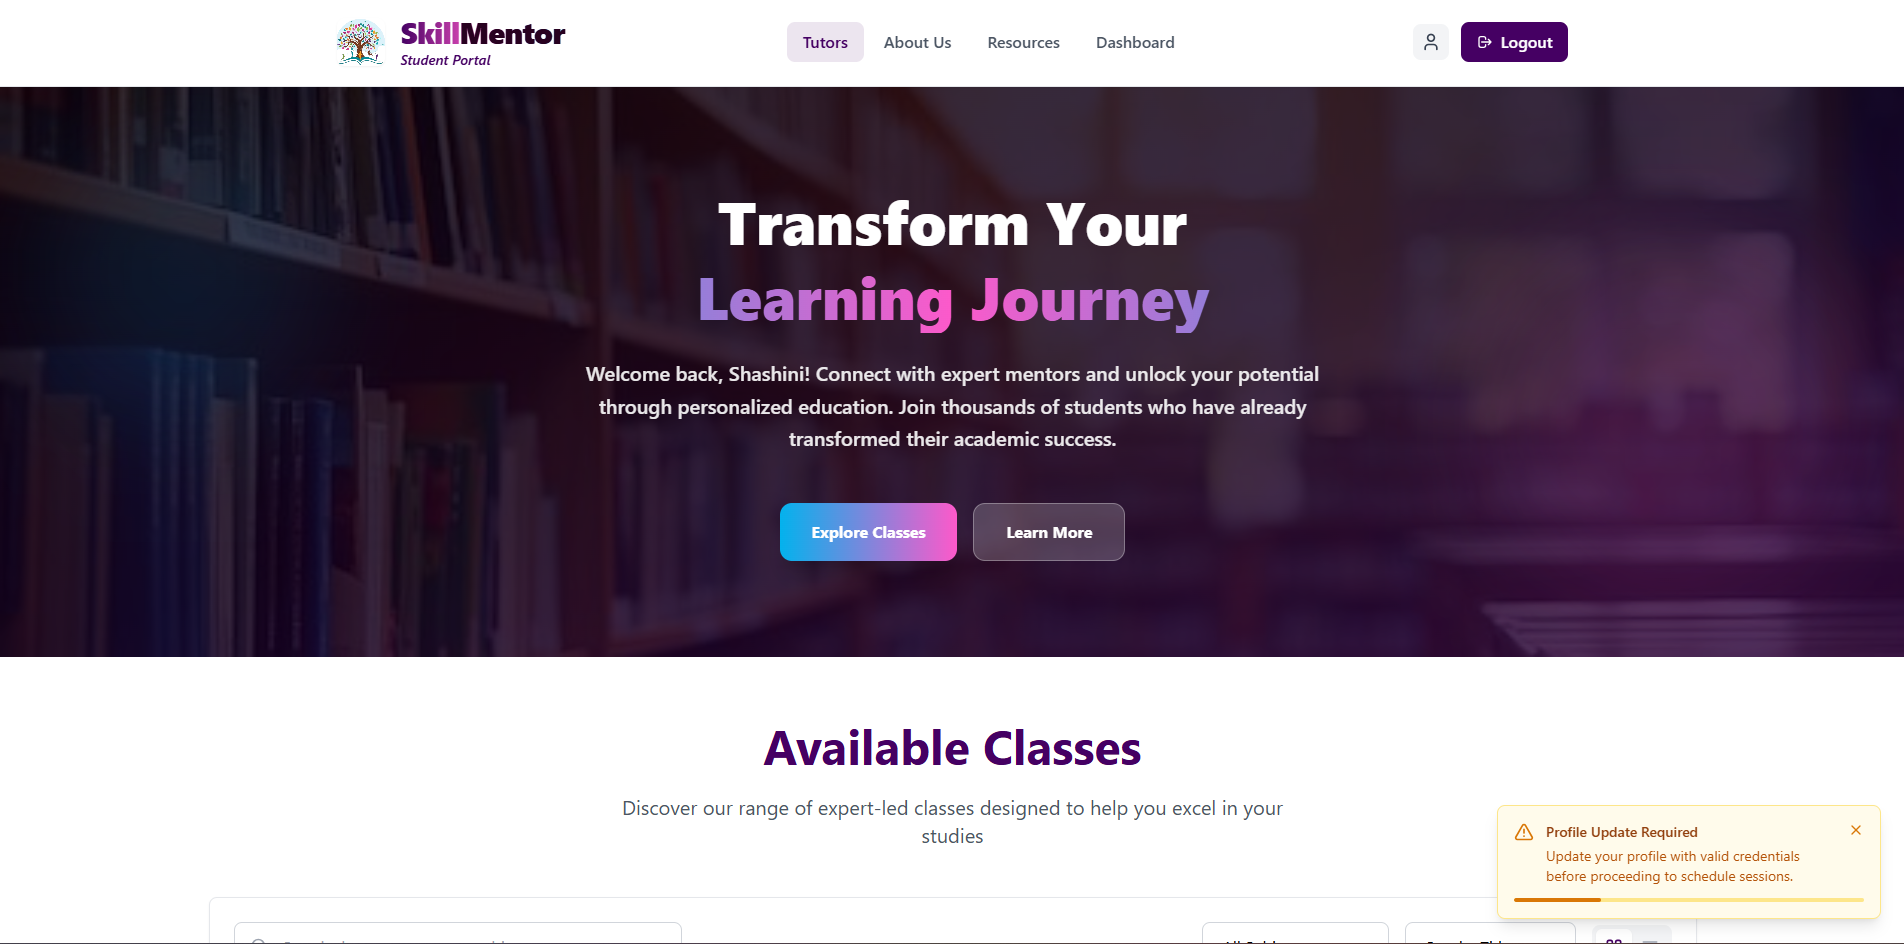 SkillMentor
Student Portal
Tutors
About Us
Resources
Dashboard
Logout
Transform Your
Learning Journey
Welcome back, Shashini! Connect with expert mentors and unlock your potential
through personalized education. Join thousands of students who have already
transformed their academic success.
Explore Classes
Learn More
Available Classes
Discover our range of expert-led classes designed to help you excel in your
studies
Profile Update Required
Update your profile with valid credentials
before proceeding to schedule sessions.